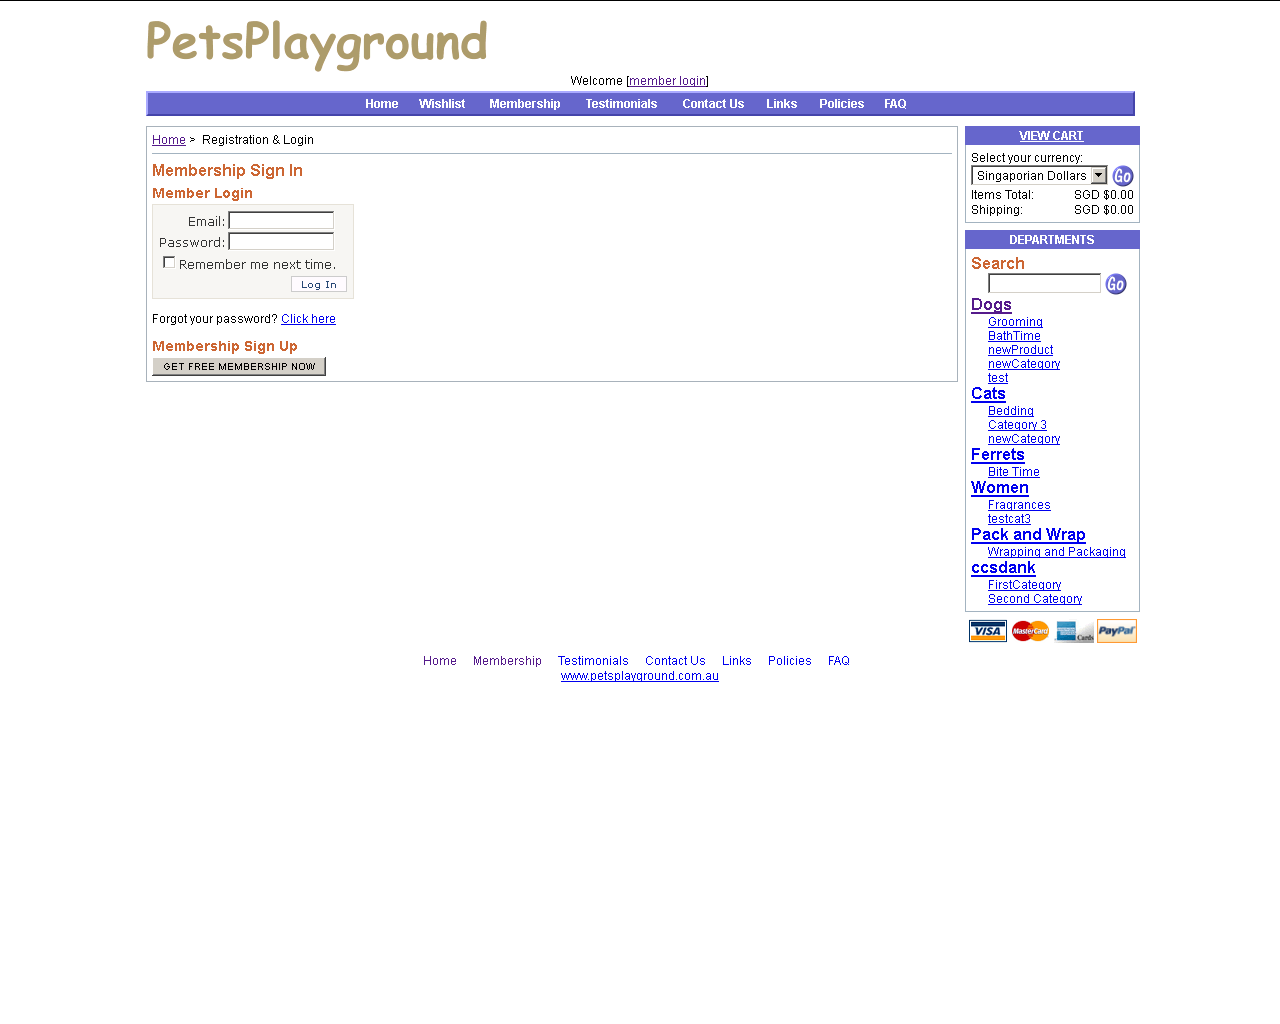 PetsPlayground
Welcome [member login]
Home Wishlist Membership Testimonials Contact Us Links Policies FAQ
Home > Registration & Login
Membership Sign In
Member Login
Email:
Password:
Remember me next time.
Log In
Forgot your password? Click here
Membership Sign Up
GET FREE MEMBERSHIP NOW
VIEW CART
Select your currency:
Singaporian Dollars Go
Items Total: SGD $0.00
Shipping: SGD $0.00
DEPARTMENTS
Search
Go
Dogs
Grooming
BathTime
newProduct
newCategory
test
Cats
Bedding
Category 3
newCategory
Ferrets
Bite Time
Women
Fragrances
testcat3
Pack and Wrap
Wrapping and Packaging
ccsdank
FirstCategory
Second Category
VISA MasterCard Cards PayPal
Home Membership Testimonials Contact Us Links Policies FAQ
www.petsplayground.com.au